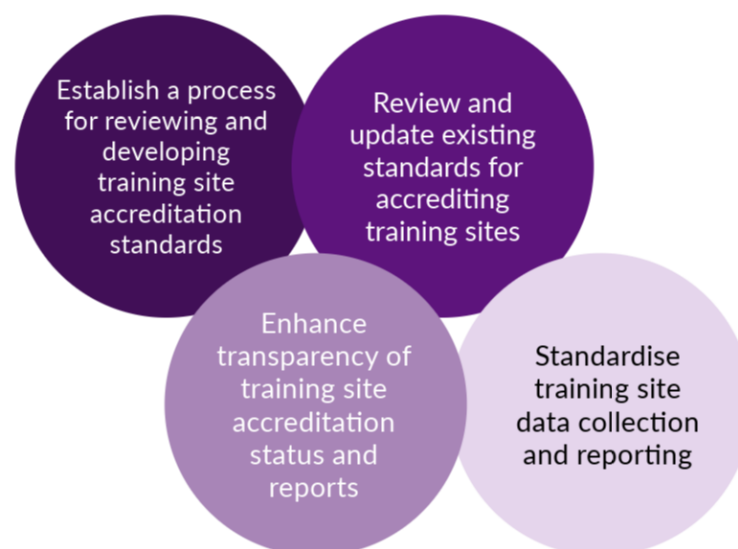 Establish a process
for reviewing and
developing
training site
accreditation
standards
Review and
update existing
standards for
accrediting
training sites
Enhance
transparency of
training site
accreditation
status and
reports
Standardise
training site
data collection
and reporting